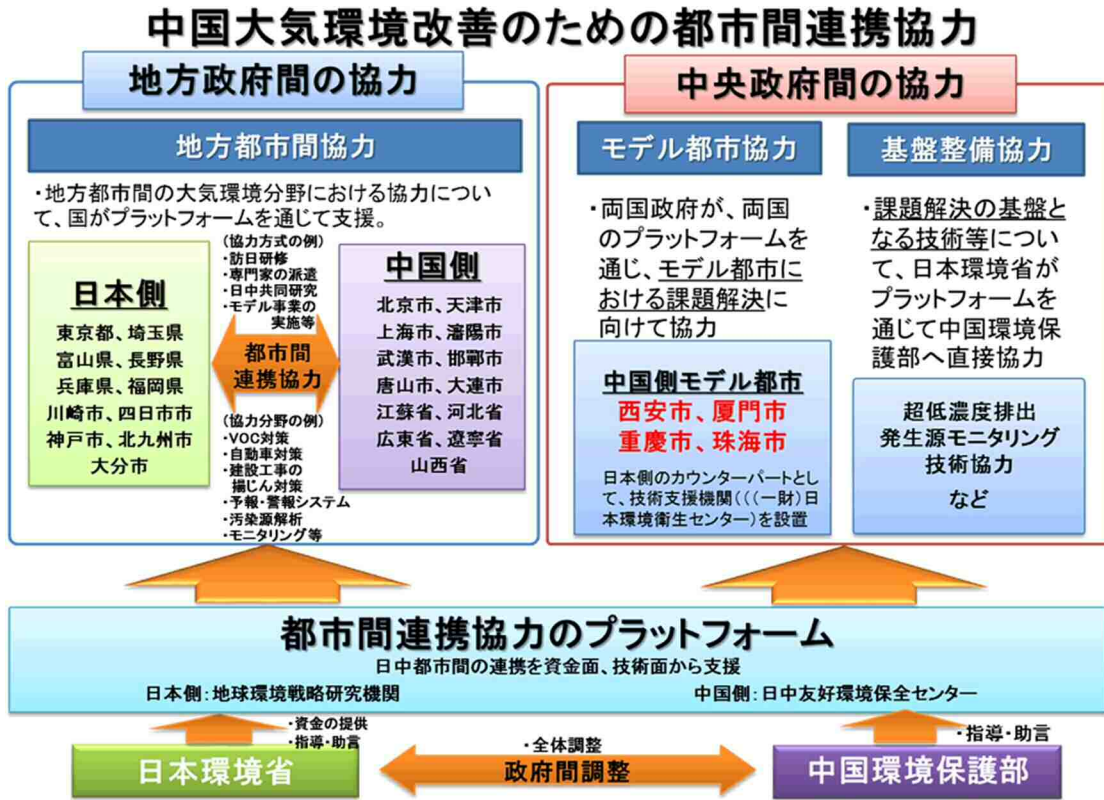 中国大気環境改善のための都市間連携協力
地方政府間の協力
地方都市間協力
・地方都市間の大気環境分野における協力につい
て、国がプラットフォームを通じて支援。
日本側
東京都、埼玉県
富山県、長野県
兵庫県、福岡県
川崎市、四日市市
神戸市、北九州市
大分市
(協力方式の例)
・訪日研修
・専門家の派遣
・日中共同研究
・モデル事業の
実施等
都市間
連携協力
(協力分野の例)
・VOC対策
・自動車対策
・建設工事の
揚じん対策
・予報・警報システム
・汚染源解析
・モニタリング等
中国側
北京市、天津市
上海市、瀋陽市
武漢市、邯鄲市
唐山市、大連市
江蘇省、河北省
広東省、遼寧省
山西省
中央政府間の協力
モデル都市協力
・両国政府が、両国
のプラットフォームを
通じ、モデル都市に
おける課題解決に
向けて協力
中国側モデル都市
西安市、厦門市
重慶市、珠海市
日本側のカウンターパートとし
て、技術支援機関(((一財)日
本環境衛生センター)を設置
基盤整備協力
・課題解決の基盤と
なる技術等につい
て、日本環境省が
プラットフォームを
通じて中国環境保
護部へ直接協力
超低濃度排出
発生源モニタリング
技術協力
など
都市間連携協力のプラットフォーム
日中都市間の連携を資金面、技術面から支援
日本側:地球環境戦略研究機関
中国側:日中友好環境保全センター
・資金の提供
・指導・助言
日本環境省
・全体調整
政府間調整
・指導・助言
中国環境保護部